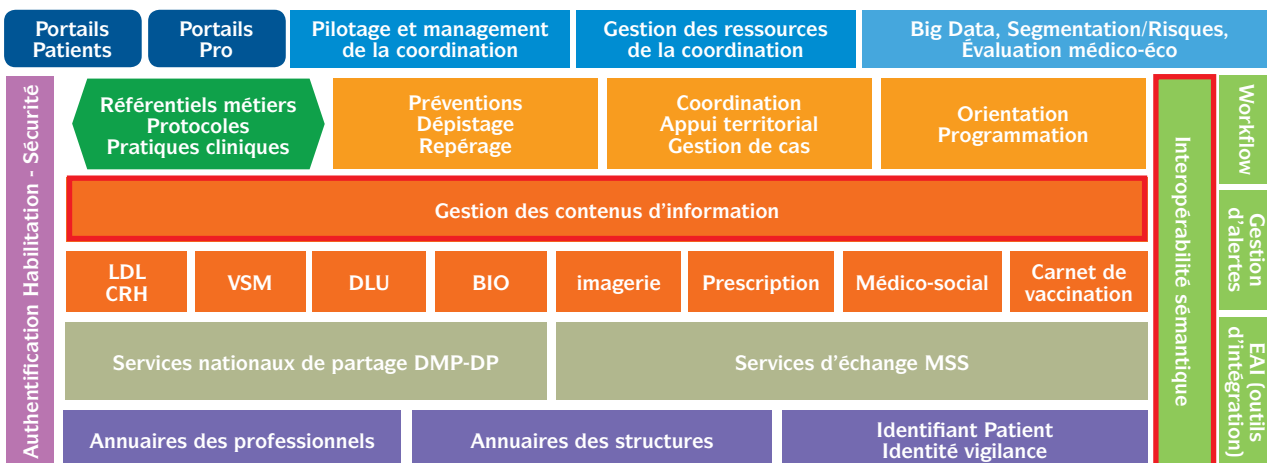 Portails
Patients
Portails
Pro
Pilotage et management
de la coordination
Gestion des ressources
de la coordination
Big Data, Segmentation/Risques,
Évaluation médico-éco
Authentification Habilitation - Sécurité
Référentiels métiers
Protocoles
Pratiques cliniques
Préventions
Dépistage
Repérage
Coordination
Appui territorial
Gestion de cas
Orientation
Programmation
Interopérabilité sémantique
Workflow
Gestion
d'alertes
EAI (outils
d'intégration)
Gestion des contenus d'information
LDL
CRH
VSM
DLU
BIO
imagerie
Prescription
Médico-social
Carnet de
vaccination
Services nationaux de partage DMP-DP
Services d'échange MSS
Annuaires des professionnels
Annuaires des structures
Identifiant Patient
Identité vigilance